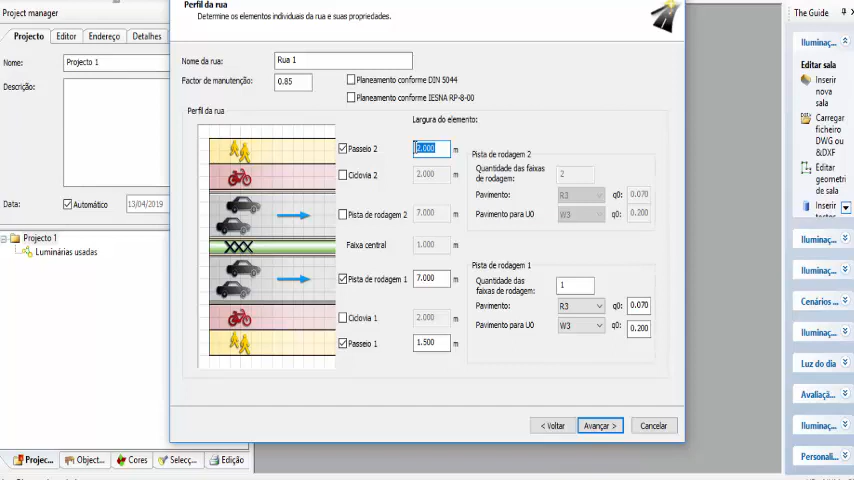 Project manager
Projecto
Editor
Endereço
Detalhes
Nome:
Projecto 1
Descrição:
Data:
Automático
13/04/2019
Projecto 1
Luminárias usadas
Projec...
Object...
Cores
Selecç...
Edição
Perfil da rua
Determine os elementos individuais da rua e suas propriedades.
Nome da rua:
Rua 1
Factor de manutenção:
0.85
Planeamento conforme DIN 5044
Planeamento conforme IESNA RP-8-00
Perfil da rua
Largura do elemento:
Passeio 2
2.000 m
Ciclovia 2
2.000 m
Pista de rodagem 2
7.000 m
Faixa central
1.000 m
Pista de rodagem 1
7.000 m
Ciclovia 1
2.000 m
Passeio 1
1.500 m
Pista de rodagem 2
Quantidade das faixas
de rodagem:
2
Pavimento:
R3
q0: 0.070
Pavimento para U0
W3
q0: 0.200
Pista de rodagem 1
Quantidade das
faixas de rodagem:
1
Pavimento:
R3
q0: 0.070
Pavimento para U0
W3
q0: 0.200
< Voltar
Avançar >
Cancelar
The Guide
Iluminaç...
Editar sala
Inserir
nova
sala
Carregar
ficheiro
DWG ou
&DXF
Editar
geometri
de sala
Inserir
Iluminaç...
Iluminaç...
Cenários ...
Iluminaç...
Luz do dia
Avaliaçã...
Iluminaç...
Personali...